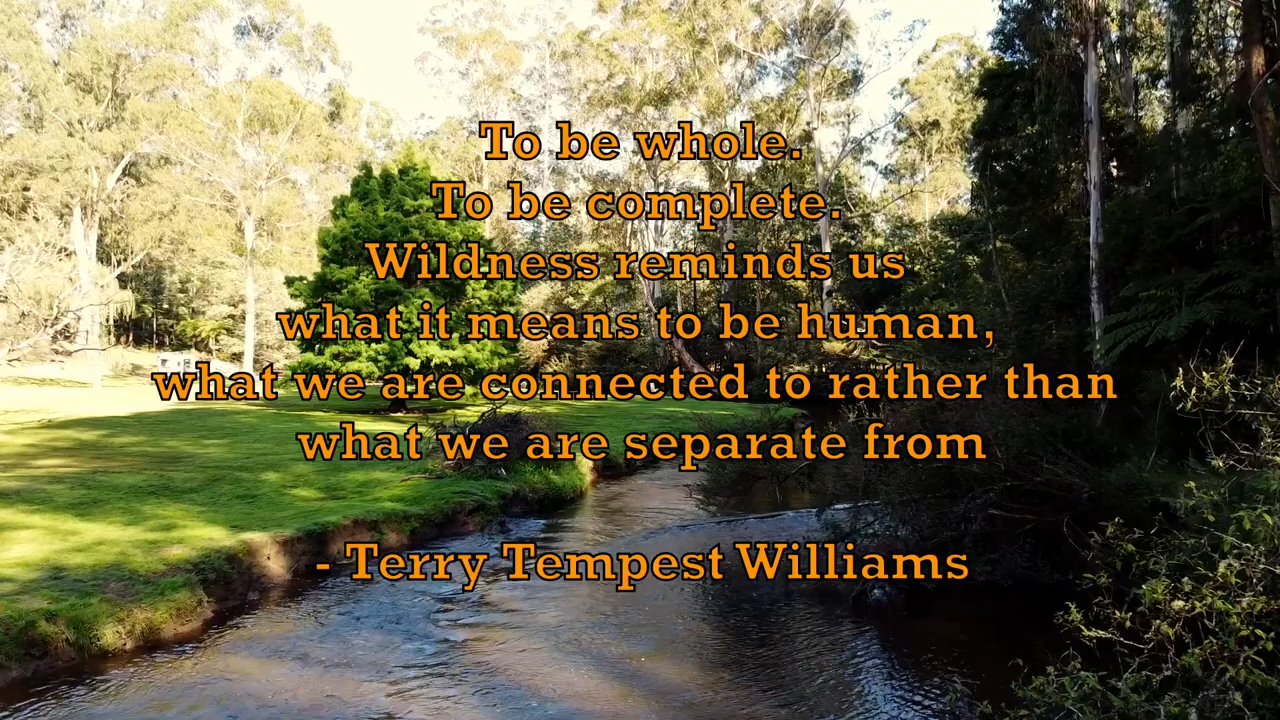 To be whole.
To be complete.
Wildness reminds us
what it means to be human,
what we are connected to rather than
what we are separate from
- Terry Tempest Williams